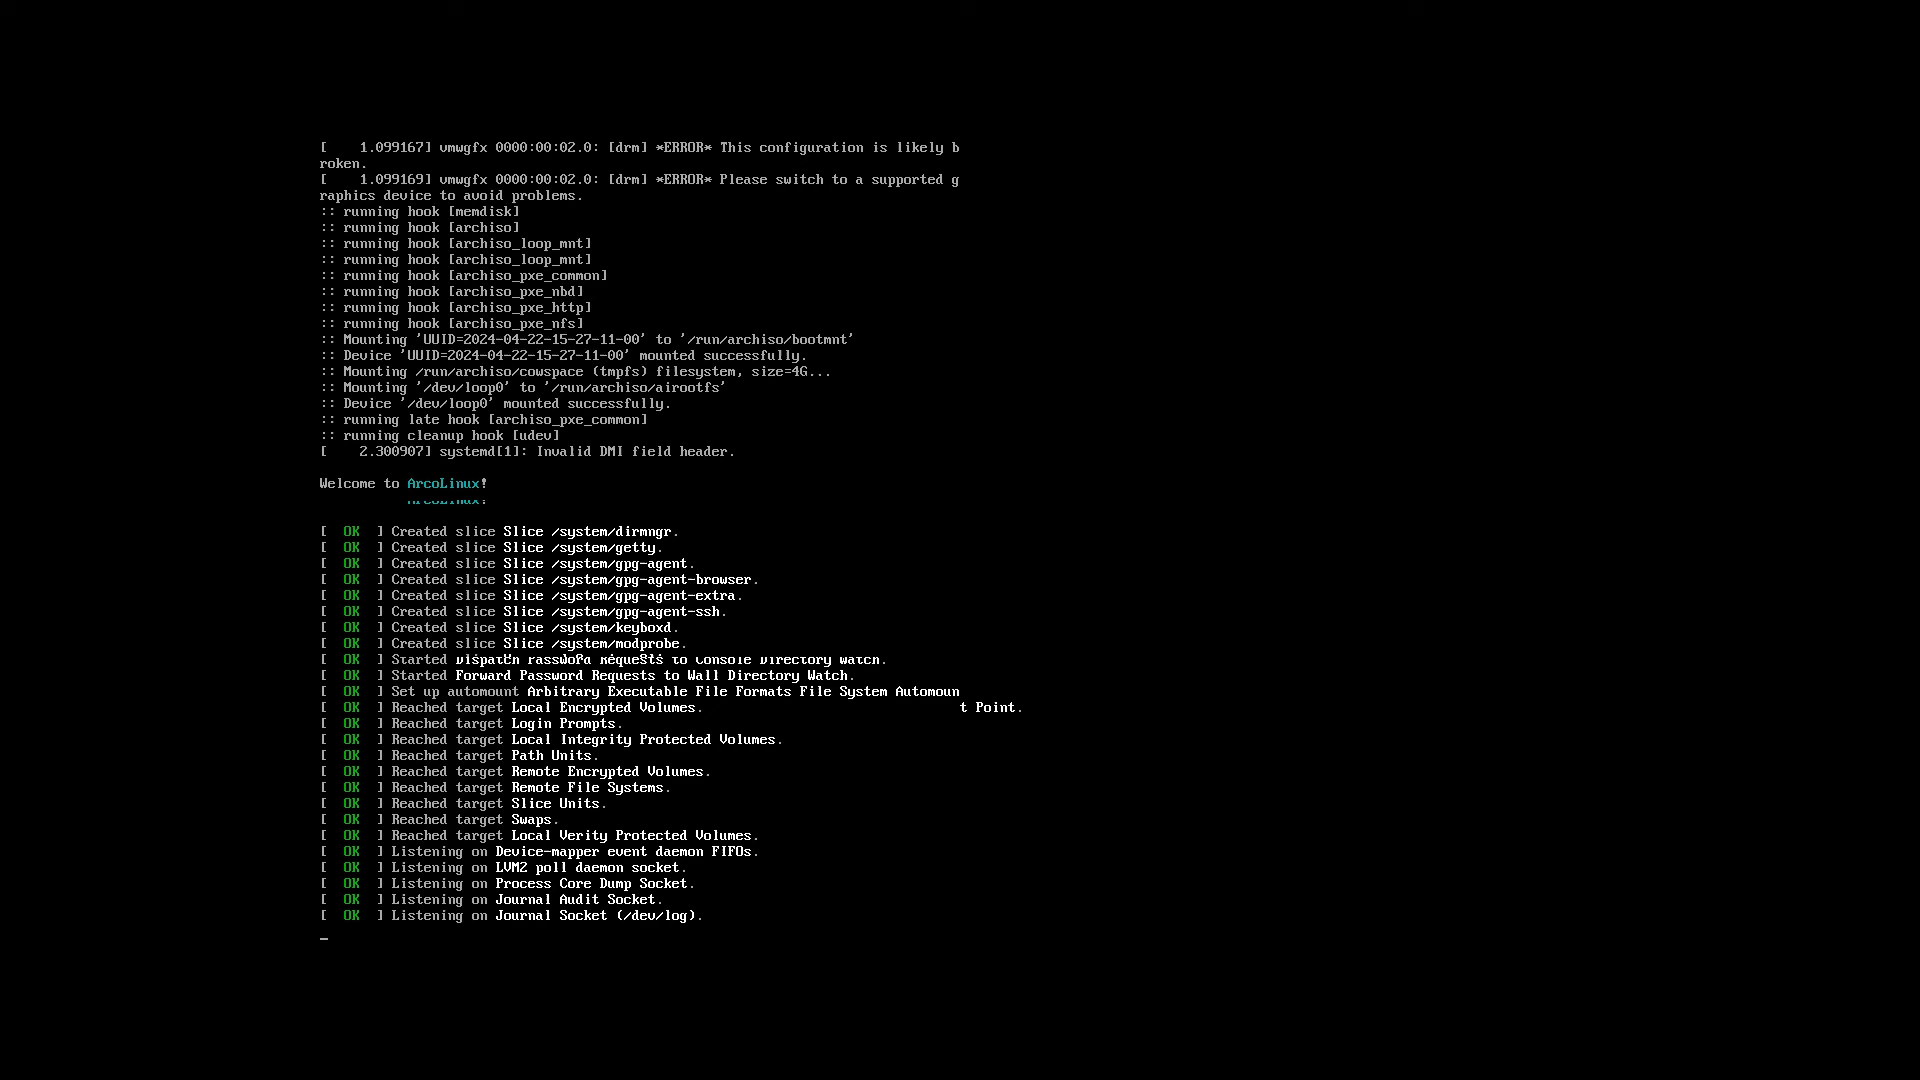 [    1.099167] vmwgfx 0000:00:02.0: [drm] *ERROR* This configuration is likely b
roken.
[    1.099169] vmwgfx 0000:00:02.0: [drm] *ERROR* Please switch to a supported g
raphics device to avoid problems.
:: running hook [memdisk]
:: running hook [archiso]
:: running hook [archiso_loop_mnt]
:: running hook [archiso_loop_mnt]
:: running hook [archiso_pxe_common]
:: running hook [archiso_pxe_nbd]
:: running hook [archiso_pxe_http]
:: running hook [archiso_pxe_nfs]
:: Mounting 'UUID=2024-04-22-15-27-11-00' to '/run/archiso/bootmnt'
:: Device 'UUID=2024-04-22-15-27-11-00' mounted successfully.
:: Mounting /run/archiso/cowspace (tmpfs) filesystem, size=4G...
:: Mounting '/dev/loop0' to '/run/archiso/airootfs'
:: Device '/dev/loop0' mounted successfully.
:: running late hook [archiso_pxe_common]
:: running cleanup hook [udev]
[    2.300907] systemd[1]: Invalid DMI field header.
Welcome to ArcoLinux!
ArcoLinux!
[  OK  ] Created slice Slice /system/dirmngr.
[  OK  ] Created slice Slice /system/getty.
[  OK  ] Created slice Slice /system/gpg-agent.
[  OK  ] Created slice Slice /system/gpg-agent-browser.
[  OK  ] Created slice Slice /system/gpg-agent-extra.
[  OK  ] Created slice Slice /system/gpg-agent-ssh.
[  OK  ] Created slice Slice /system/keyboxd.
[  OK  ] Created slice Slice /system/modprobe.
[  OK  ] Started Dispatch Password Requests to Console Directory Watch.
[  OK  ] Started Forward Password Requests to Wall Directory Watch.
[  OK  ] Set up automount Arbitrary Executable File Formats File System Automoun
[  OK  ] Reached target Local Encrypted Volumes. t Point.
[  OK  ] Reached target Login Prompts.
[  OK  ] Reached target Local Integrity Protected Volumes.
[  OK  ] Reached target Path Units.
[  OK  ] Reached target Remote Encrypted Volumes.
[  OK  ] Reached target Remote File Systems.
[  OK  ] Reached target Slice Units.
[  OK  ] Reached target Swaps.
[  OK  ] Reached target Local Verity Protected Volumes.
[  OK  ] Listening on Device-mapper event daemon FIFOs.
[  OK  ] Listening on LVM2 poll daemon socket.
[  OK  ] Listening on Process Core Dump Socket.
[  OK  ] Listening on Journal Audit Socket.
[  OK  ] Listening on Journal Socket (/dev/log).
_